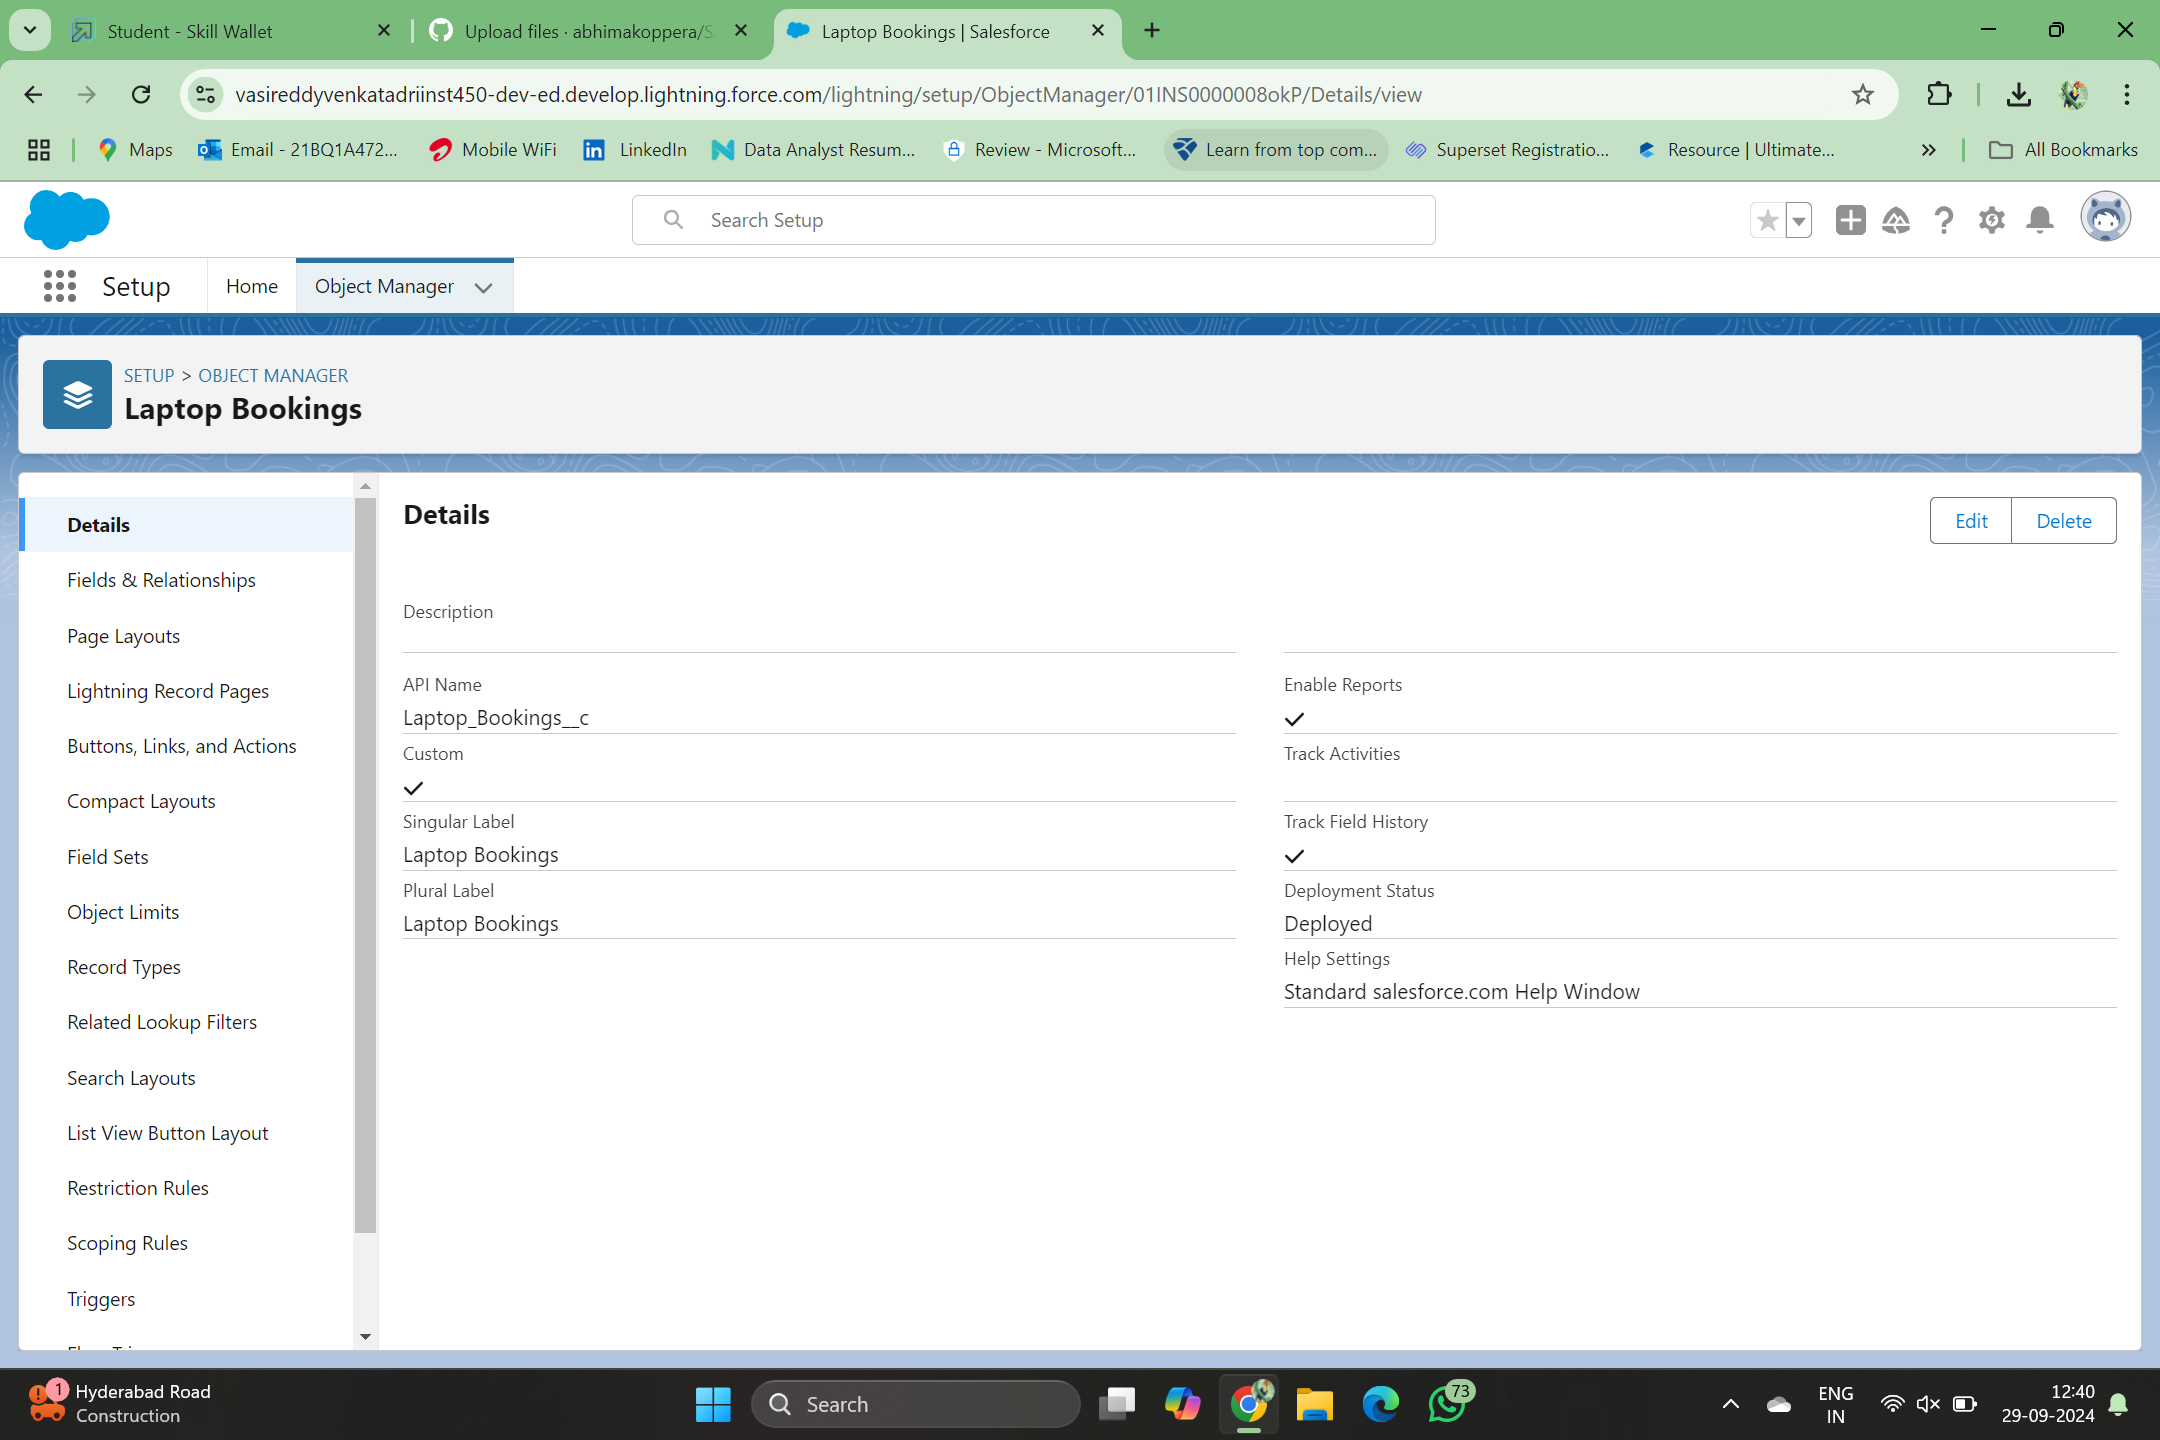 Student - Skill Wallet
Upload files · abhimakoppera/S
Laptop Bookings | Salesforce
vasireddyvenkatadriinst450-dev-ed.develop.lightning.force.com/lightning/setup/ObjectManager/01INS0000008okP/Details/view
Maps
Email - 21BQ1A472...
Mobile WiFi
LinkedIn
Data Analyst Resum...
Review - Microsoft...
Learn from top com...
Superset Registratio...
Resource | Ultimate...
All Bookmarks
Search Setup
Setup
Home
Object Manager
SETUP > OBJECT MANAGER
Laptop Bookings
Details
Fields & Relationships
Page Layouts
Lightning Record Pages
Buttons, Links, and Actions
Compact Layouts
Field Sets
Object Limits
Record Types
Related Lookup Filters
Search Layouts
List View Button Layout
Restriction Rules
Scoping Rules
Triggers
Details
Edit
Delete
Description
API Name
Laptop_Bookings__c
Custom
Singular Label
Laptop Bookings
Plural Label
Laptop Bookings
Enable Reports
Track Activities
Track Field History
Deployment Status
Deployed
Help Settings
Standard salesforce.com Help Window
1
Hyderabad Road
Construction
Search
73
ENG
IN
12:40
29-09-2024